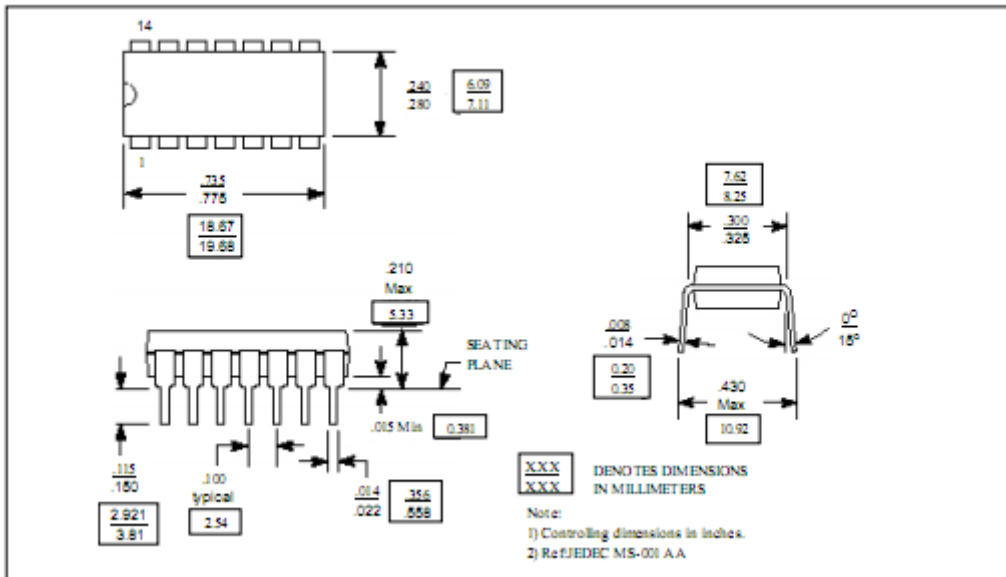 14
1
.240
.280
6.09
7.11
.735
.775
18.67
19.68
7.62
8.25
.300
.325
.210
Max
5.33
SEATING
PLANE
.008
.014
0.20
0.35
0°
15°
.430
Max
10.92
.015 Min
0.381
.115
.150
2.921
3.81
.100
typical
2.54
.014
.022
.356
.558
XXX
XXX
DENOTES DIMENSIONS
IN MILLIMETERS
Note:
1) Controlling dimensions in inches.
2) Ref:JEDEC MS-001 AA